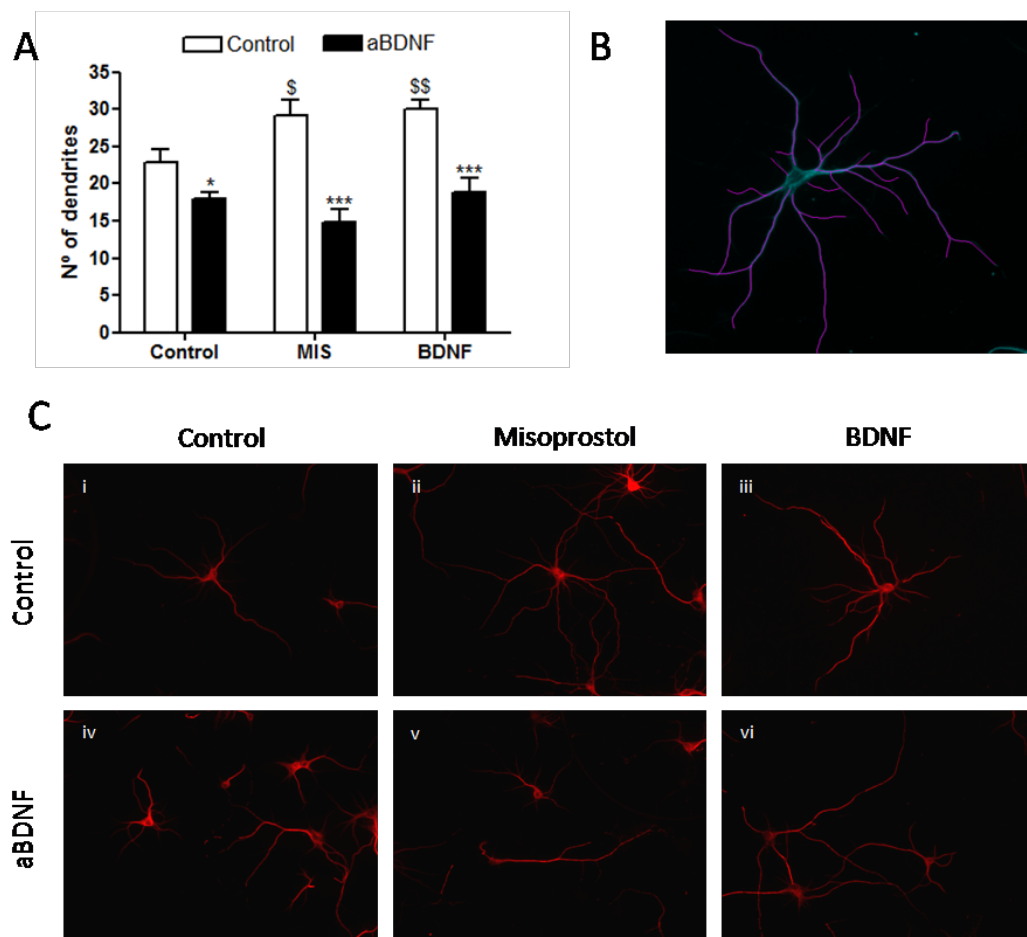 A
Control aBDNF
35
30
25
20
15
10
5
0
Nº of dendrites
$
$$
*
***
***
Control MIS BDNF
B
C
Control Misoprostol BDNF
Control
i ii iii
aBDNF
iv v vi